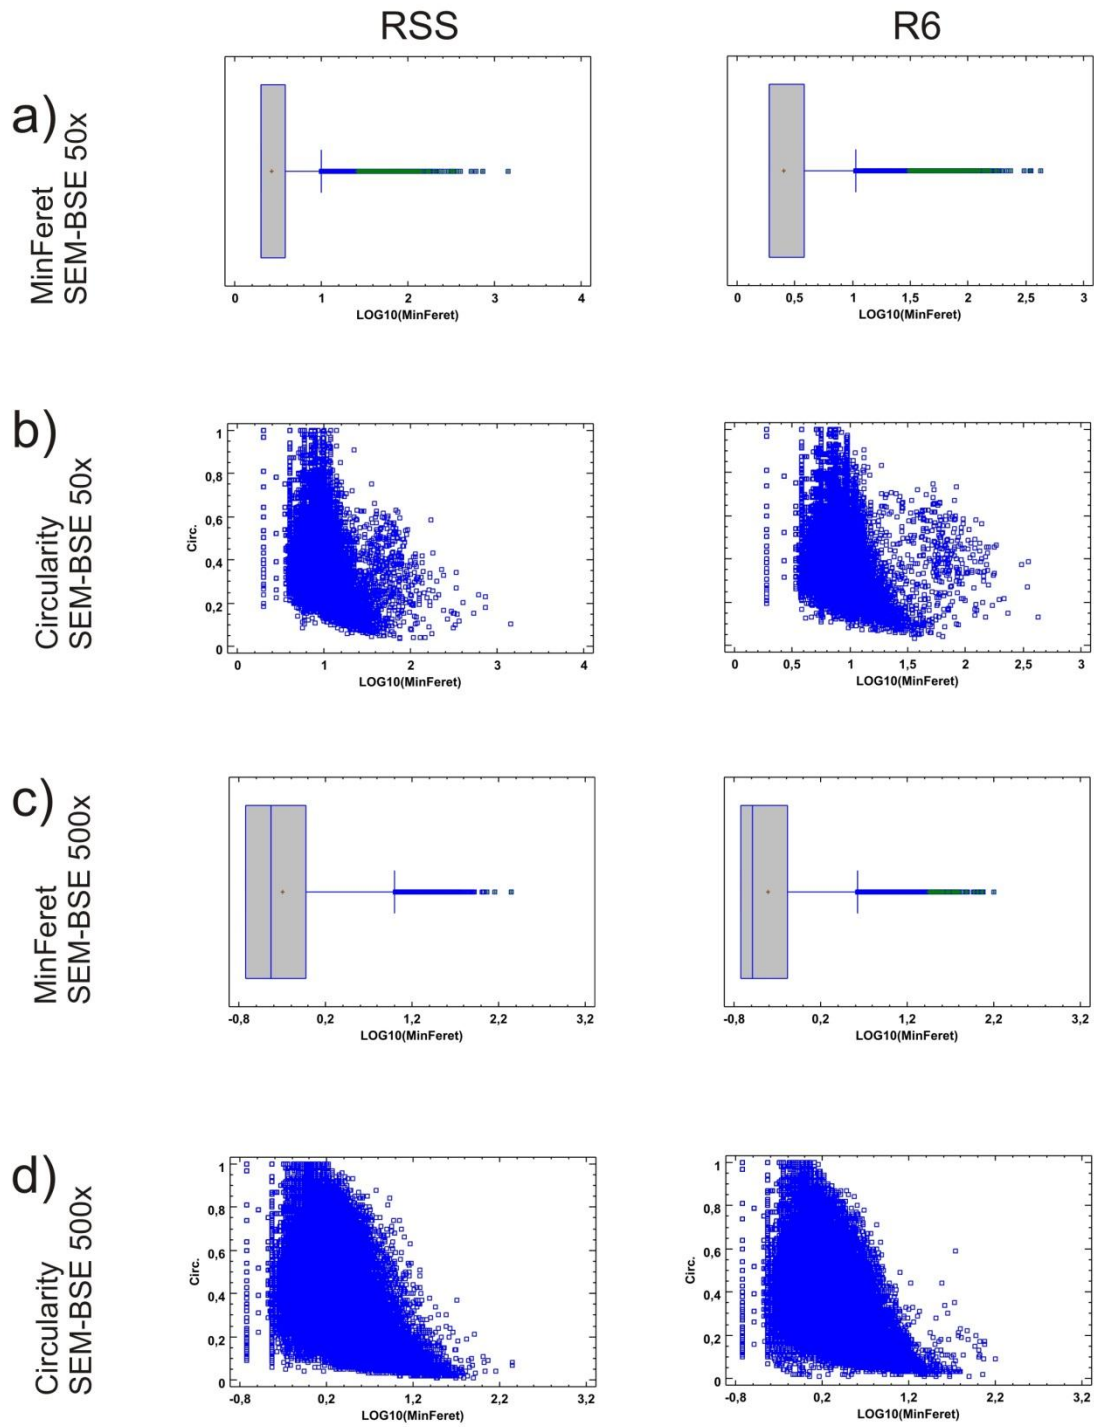 RSS
R6
a)
MinFeret
SEM-BSE 50x
0 1 2 3 4
LOG10(MinFeret)
0 0,5 1 1,5 2 2,5 3
LOG10(MinFeret)
b)
Circularity
SEM-BSE 50x
Circ.
1
0,8
0,6
0,4
0,2
0
0 1 2 3 4
LOG10(MinFeret)
0 0,5 1 1,5 2 2,5 3
LOG10(MinFeret)
c)
MinFeret
SEM-BSE 500x
-0,8 0,2 1,2 2,2 3,2
LOG10(MinFeret)
-0,8 0,2 1,2 2,2 3,2
LOG10(MinFeret)
d)
Circularity
SEM-BSE 500x
Circ.
1
0,8
0,6
0,4
0,2
0
-0,8 0,2 1,2 2,2 3,2
LOG10(MinFeret)
Circ.
1
0,8
0,6
0,4
0,2
0
-0,8 0,2 1,2 2,2 3,2
LOG10(MinFeret)